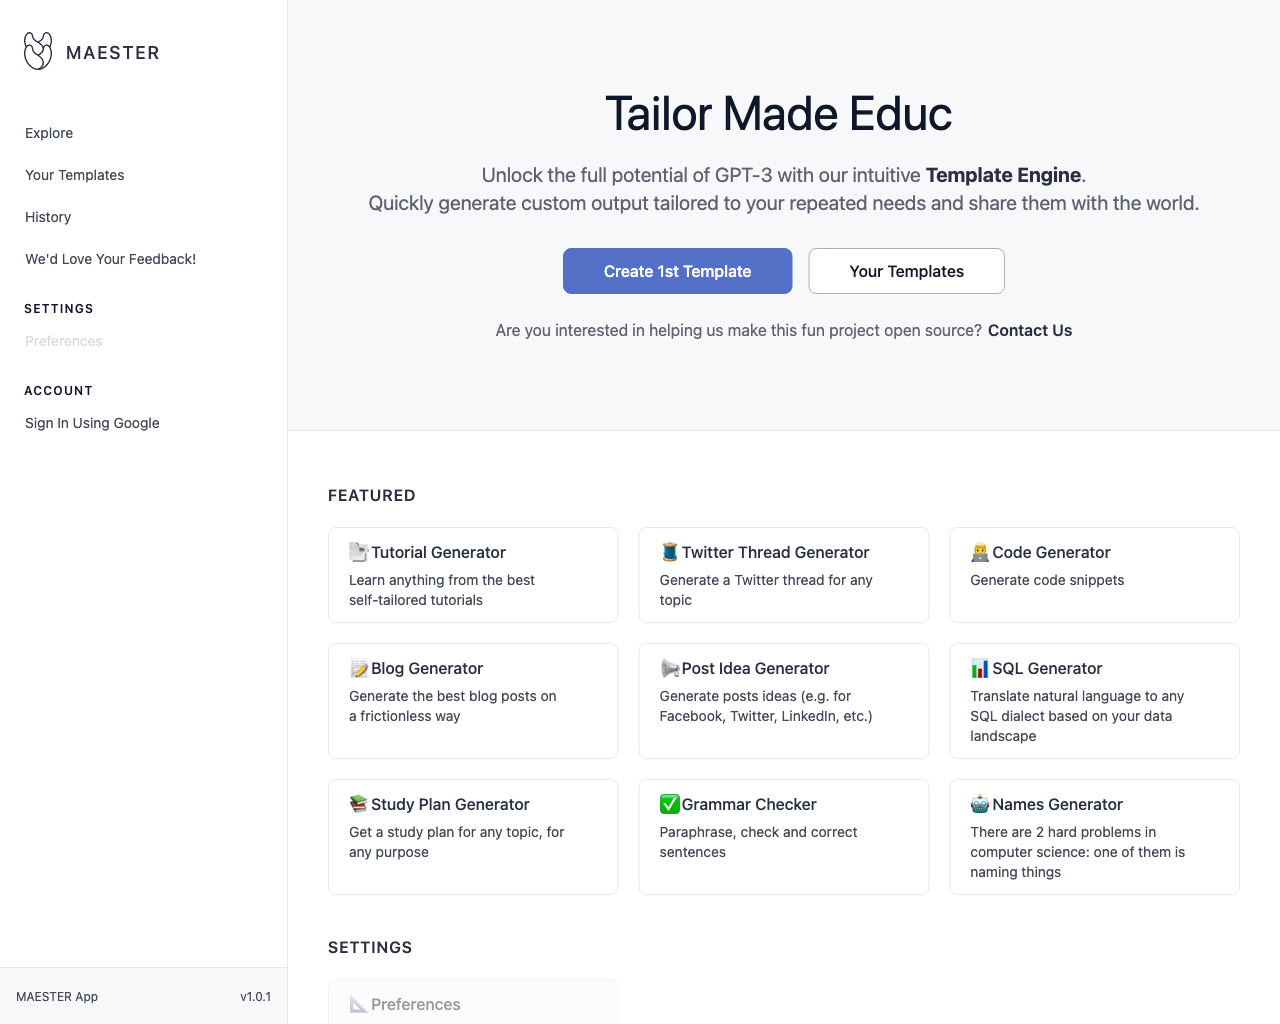 MAESTER
Explore
Your Templates
History
We'd Love Your Feedback!
SETTINGS
Preferences
ACCOUNT
Sign In Using Google
MAESTER App
v1.0.1
Tailor Made Educ
Unlock the full potential of GPT-3 with our intuitive Template Engine.
Quickly generate custom output tailored to your repeated needs and share them with the world.
Create 1st Template
Your Templates
Are you interested in helping us make this fun project open source? Contact Us
FEATURED
Tutorial Generator
Learn anything from the best
self-tailored tutorials
Twitter Thread Generator
Generate a Twitter thread for any
topic
Code Generator
Generate code snippets
Blog Generator
Generate the best blog posts on
a frictionless way
Post Idea Generator
Generate posts ideas (e.g. for
Facebook, Twitter, LinkedIn, etc.)
SQL Generator
Translate natural language to any
SQL dialect based on your data
landscape
Study Plan Generator
Get a study plan for any topic, for
any purpose
Grammar Checker
Paraphrase, check and correct
sentences
Names Generator
There are 2 hard problems in
computer science: one of them is
naming things
SETTINGS
Preferences